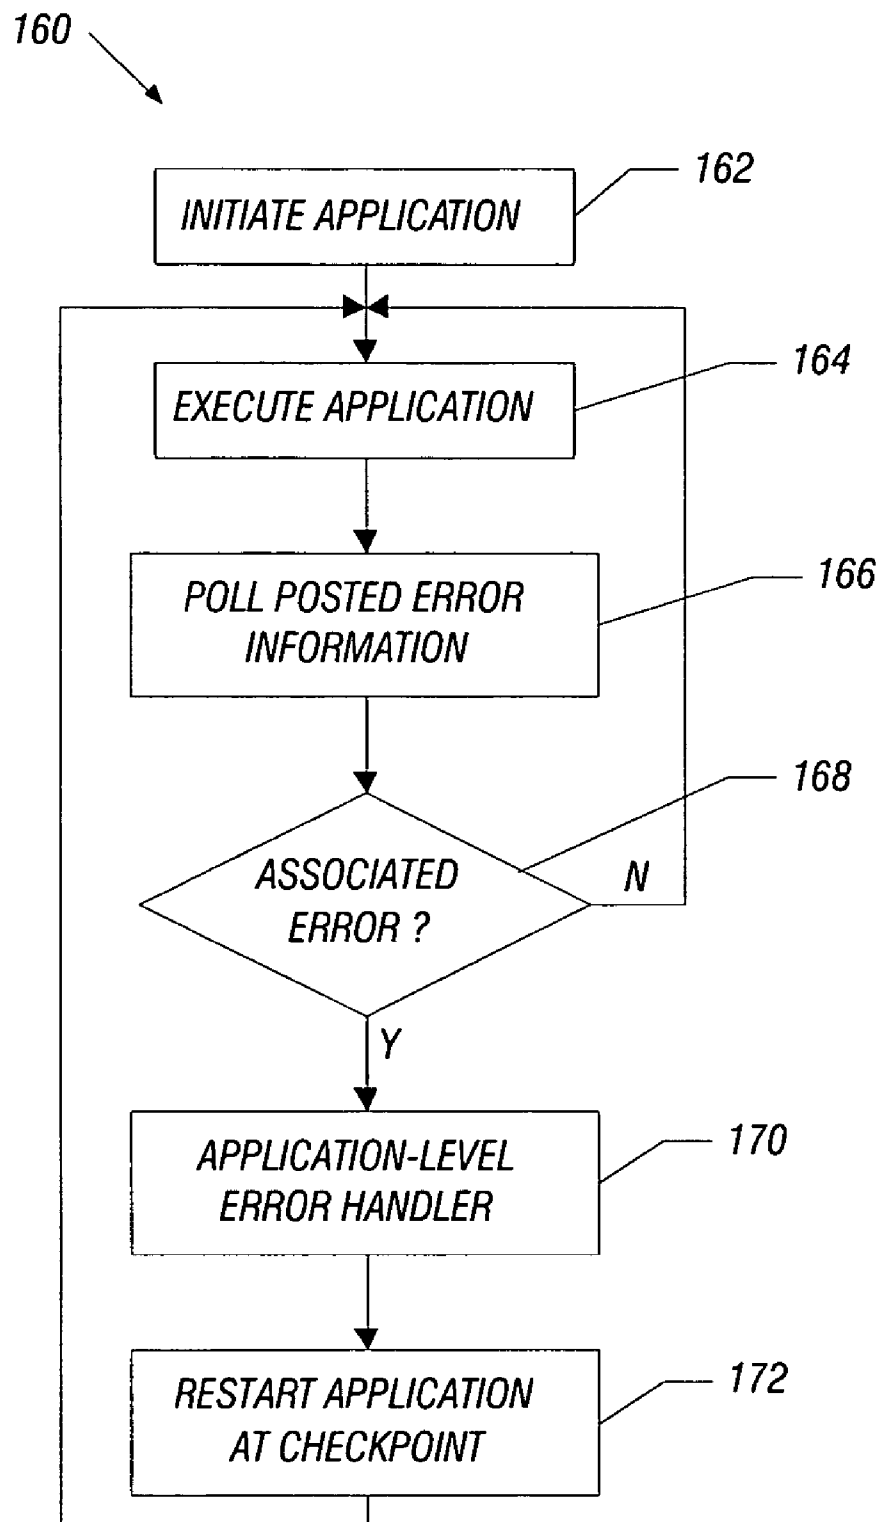 160
162
INITIATE APPLICATION
164
EXECUTE APPLICATION
166
POLL POSTED ERROR
INFORMATION
168
ASSOCIATED
ERROR ?
N
Y
170
APPLICATION-LEVEL
ERROR HANDLER
172
RESTART APPLICATION
AT CHECKPOINT